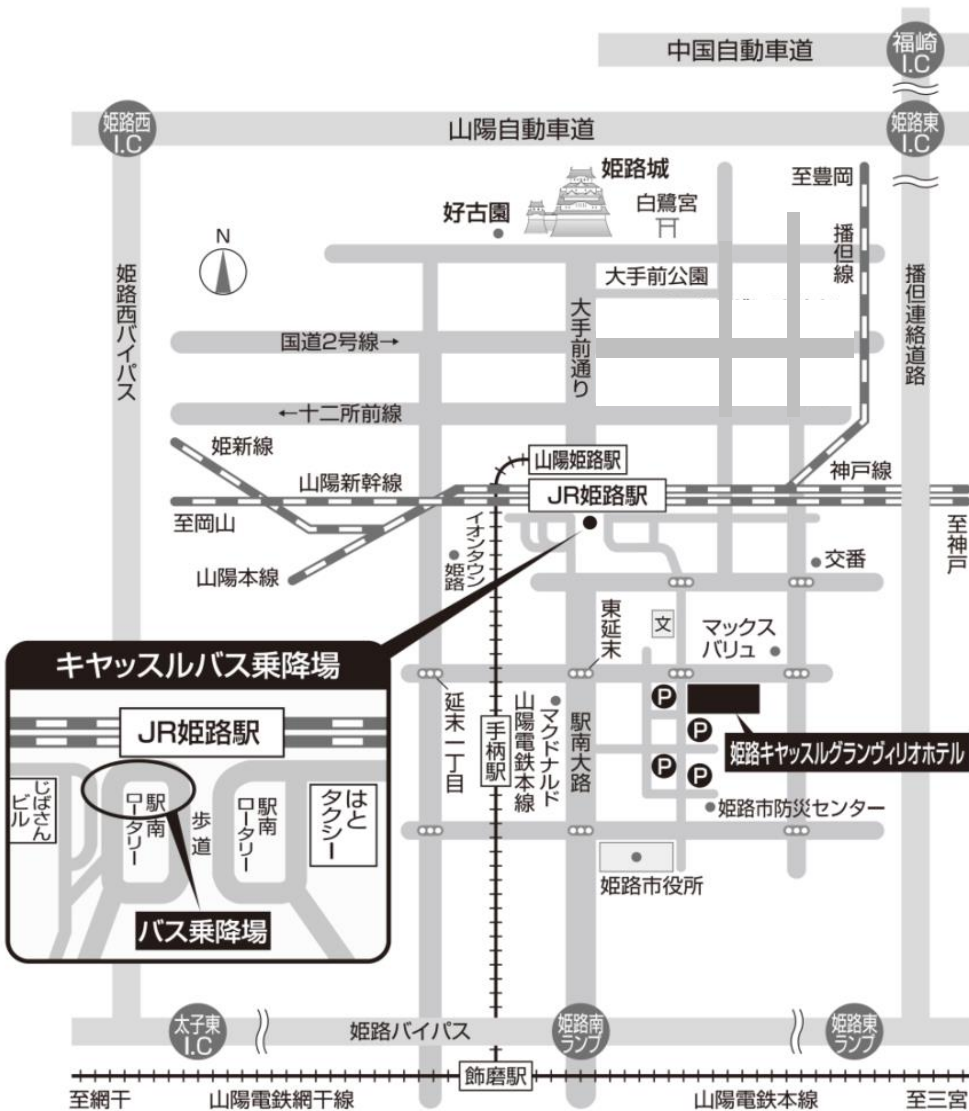 中国自動車道
福崎
I.C
姫路西
I.C
山陽自動車道
姫路東
I.C
姫路城
至豊岡
好古園
白鷺宮
N
播但線
姫路西バイパス
大手前公園
播但連絡道路
国道2号線→
大手前通り
←十二所前線
姫新線
山陽姫路駅
神戸線
山陽新幹線
JR姫路駅
至岡山
至神戸
イオンタウン
姫路
山陽本線
交番
東延末
文
マックス
バリュ
キヤッスルバス乗降場
延末一丁目
手柄駅
山陽電鉄本線
マクドナルド
駅南大路
P
P
P
P
姫路キヤッスルグランヴィリオホテル
JR姫路駅
じばさん
ビル
駅南
ロータリー
歩道
駅南
ロータリー
はと
タクシー
バス乗降場
姫路市防災センター
姫路市役所
太子東
I.C
姫路バイパス
姫路南
ランプ
姫路東
ランプ
飾磨駅
至網干
山陽電鉄網干線
山陽電鉄本線
至三宮